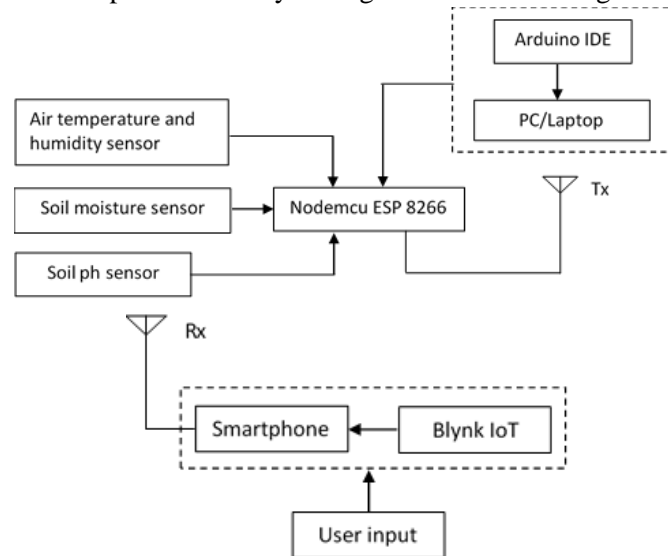 Arduino IDE
PC/Laptop
Air temperature and
humidity sensor
Soil moisture sensor
Nodemcu ESP 8266
Tx
Soil ph sensor
Rx
Smartphone
Blynk IoT
User input